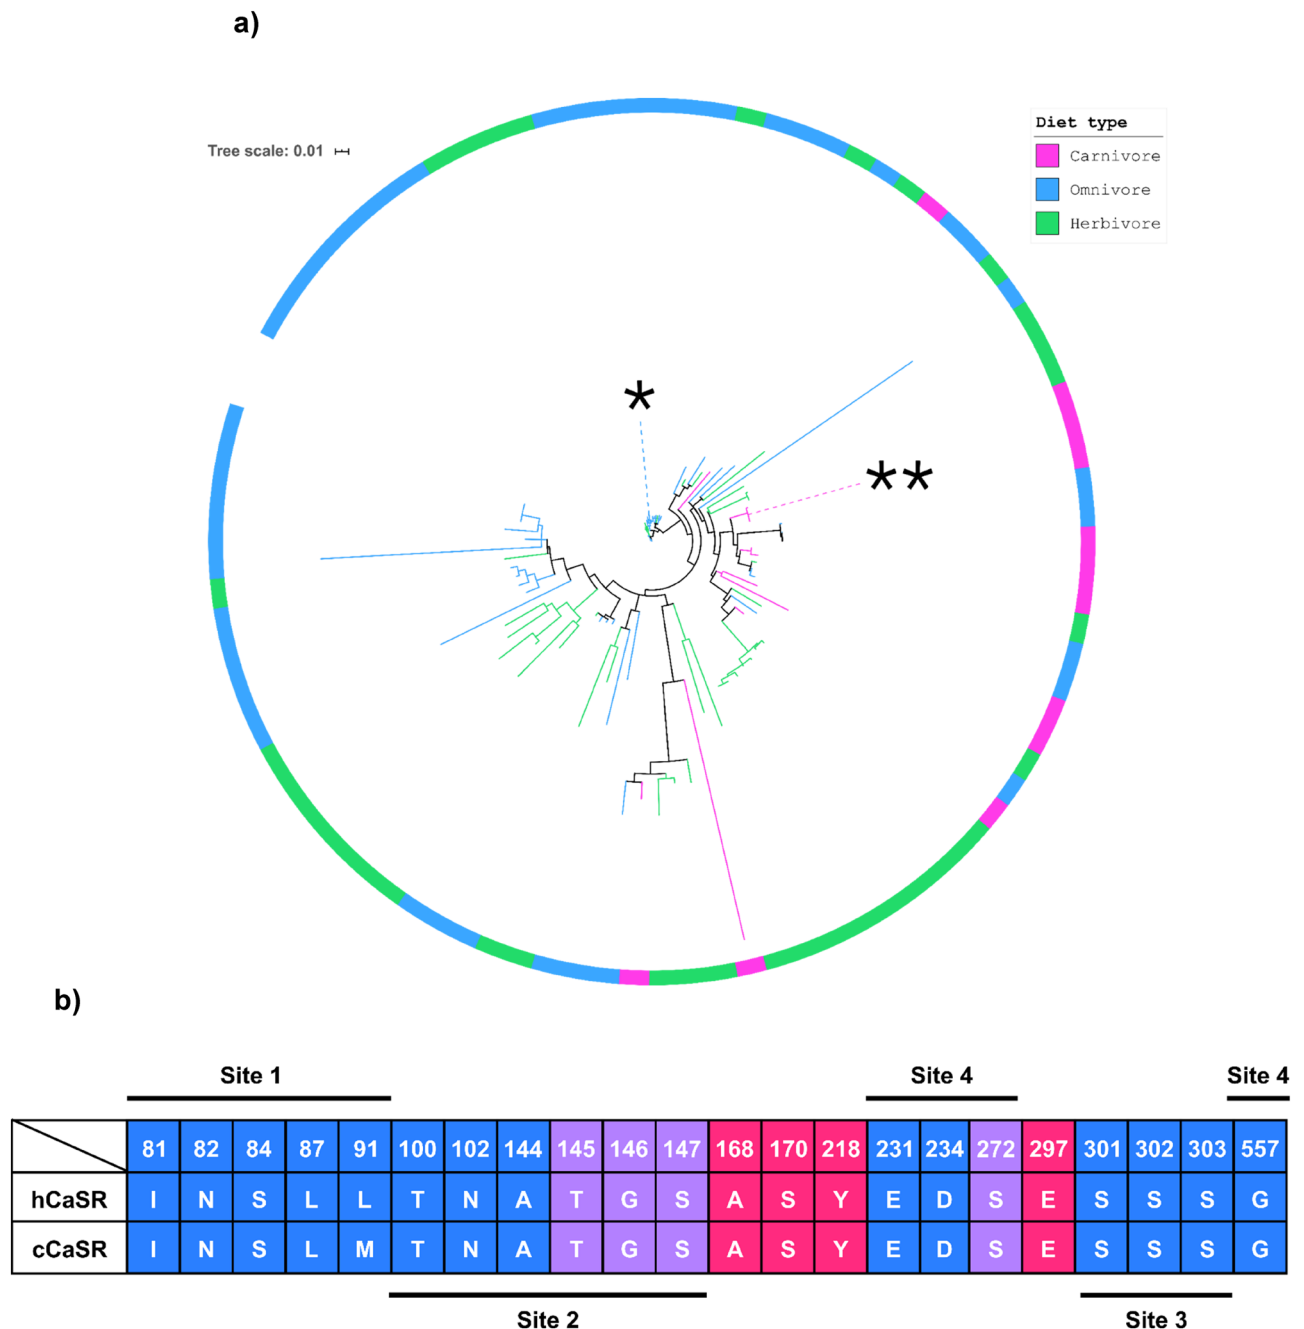 a)
Tree scale: 0.01
Diet type
Carnivore
Omnivore
Herbivore
*
**
b)
Site 1 Site 4 Site 4
81 82 84 87 91 100 102 144 145 146 147 168 170 218 231 234 272 297 301 302 303 557
hCaSR I N S L L T N A T G S A S Y E D S E S S S G
cCaSR I N S L M T N A T G S A S Y E D S E S S S G
Site 2 Site 3